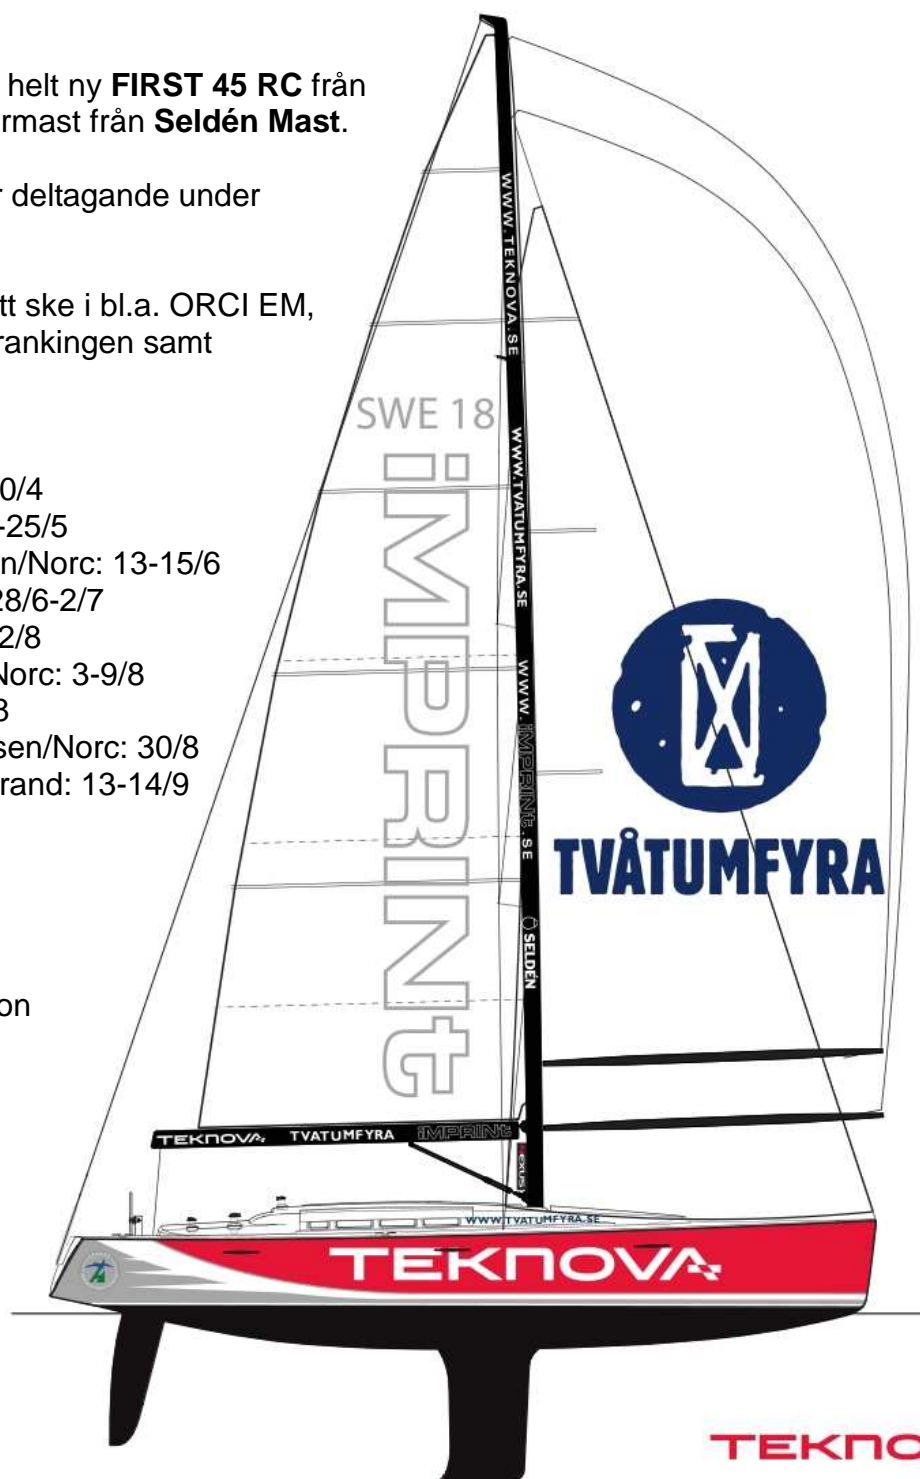 helt ny FIRST 45 RC från
rmast från Seldén Mast.
r deltagande under
tt ske i bl.a. ORCI EM,
rankingen samt
0/4
-25/5
n/Norc: 13-15/6
28/6-2/7
2/8
Norc: 3-9/8
8
sen/Norc: 30/8
rand: 13-14/9
on
SWE 18
iMPRINt
WWW.TEKNOVA.SE
WWW.TVATUMFYRA.SE
WWW.iMPRINt.SE
SELDÉN
TVÅTUMFYRA
TEKNOVA TVATUMFYRA iMPRINt
NEXUS
WWW.TVATUMFYRA.SE
TEKNOVA
TEKNO